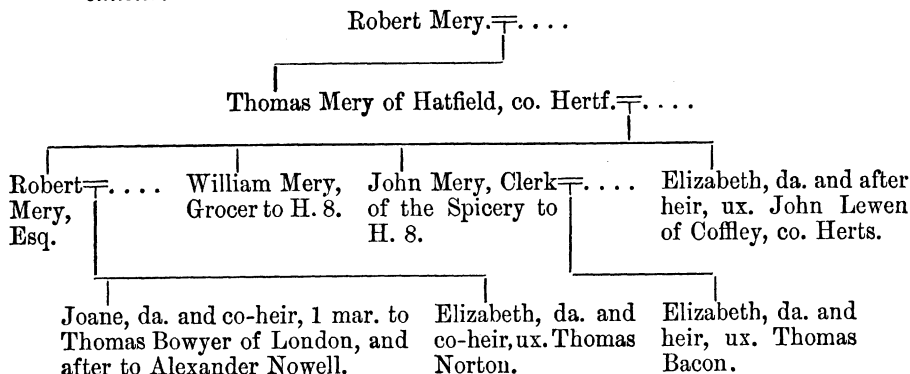 Robert Mery.=....
Thomas Mery of Hatfield, co. Hertf.=....
Robert=....
Mery,
Esq.
William Mery,
Grocer to H. 8.
John Mery, Clerk=....
of the Spicery to
H. 8.
Elizabeth, da. and after
heir, ux. John Lewen
of Coffley, co. Herts.
Joane, da. and co-heir, 1 mar. to
Thomas Bowyer of London, and
after to Alexander Nowell.
Elizabeth, da. and
co-heir, ux. Thomas
Norton.
Elizabeth, da. and
heir, ux. Thomas
Bacon.